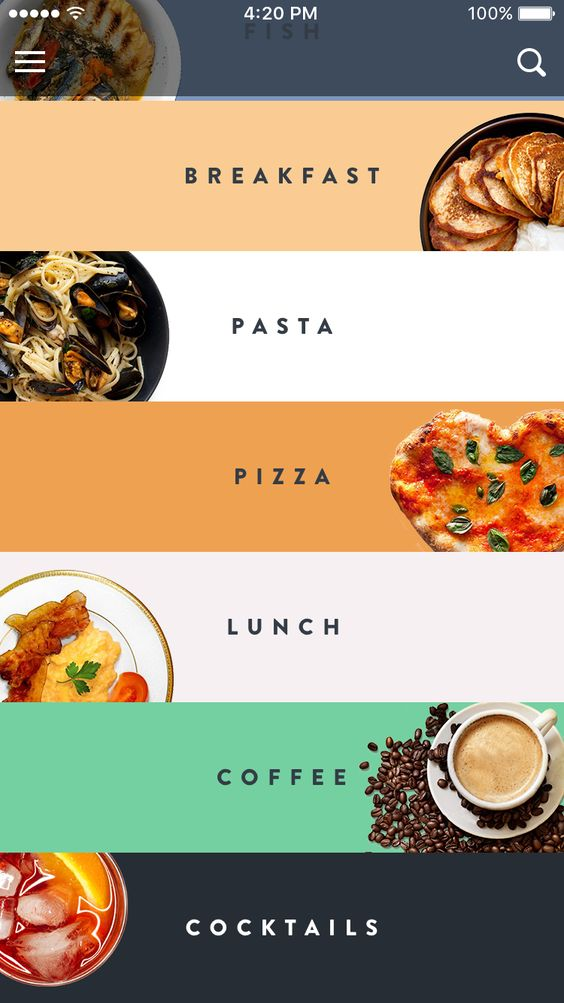 4:20 PM 100%
FISH
BREAKFAST
PASTA
PIZZA
LUNCH
COFFEE
COCKTAILS